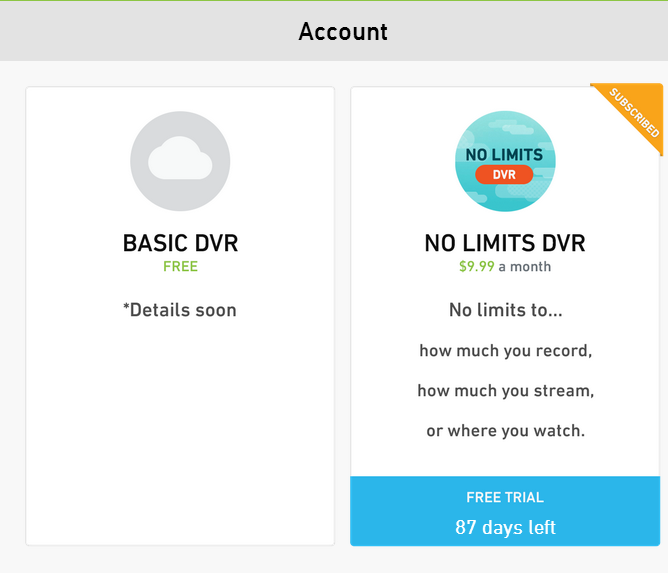 Account
BASIC DVR
FREE
*Details soon
SUBSCRIBED
NO LIMITS
DVR
NO LIMITS DVR
$9.99 a month
No limits to...
how much you record,
how much you stream,
or where you watch.
FREE TRIAL
87 days left